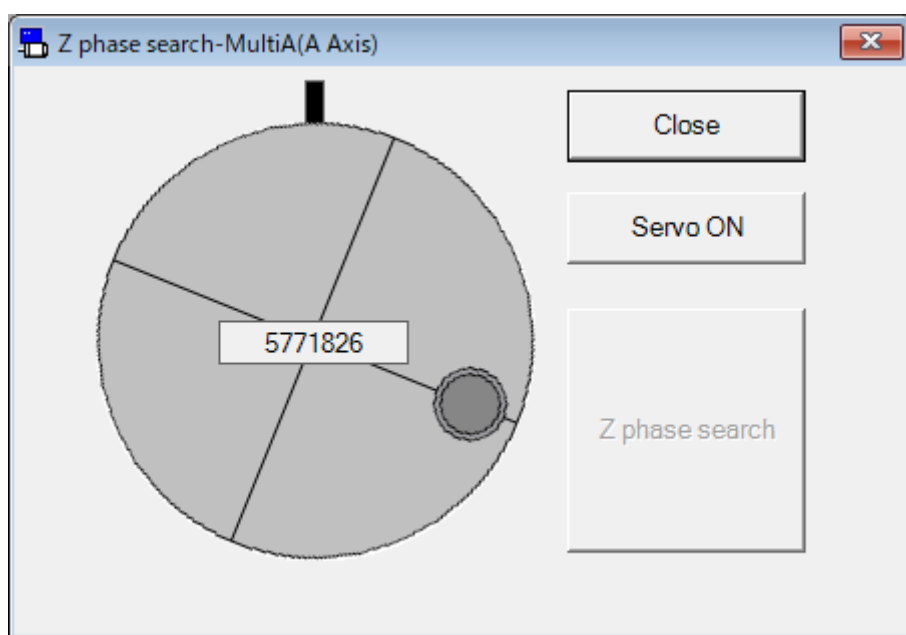 Z phase search-MultiA(A Axis)
Close
Servo ON
5771826
Z phase search